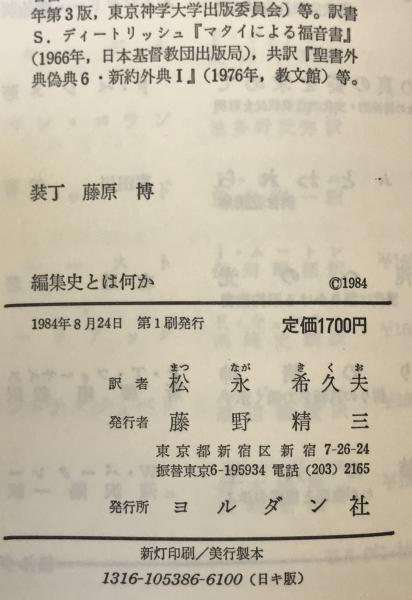 年第3版，東京神学大学出版委員会）等。訳書
S．ディートリッシュ『マタイによる福音書』
(1966年，日本基督教団出版局)，共訳『聖書外
典偽典6・新約外典Ⅰ』(1976年，教文館) 等。
装丁 藤原 博
編集史とは何か ©1984
1984年8月24日 第1刷発行 定価1700円
まつ なが き く お
訳者 松永希久夫
発行者 藤野精三
東京都新宿区新宿7-26-24
振替東京6-195934 電話(203)2165
発行所 ヨルダン社
新灯印刷／美行製本
1316-105386-6100 (日キ販)